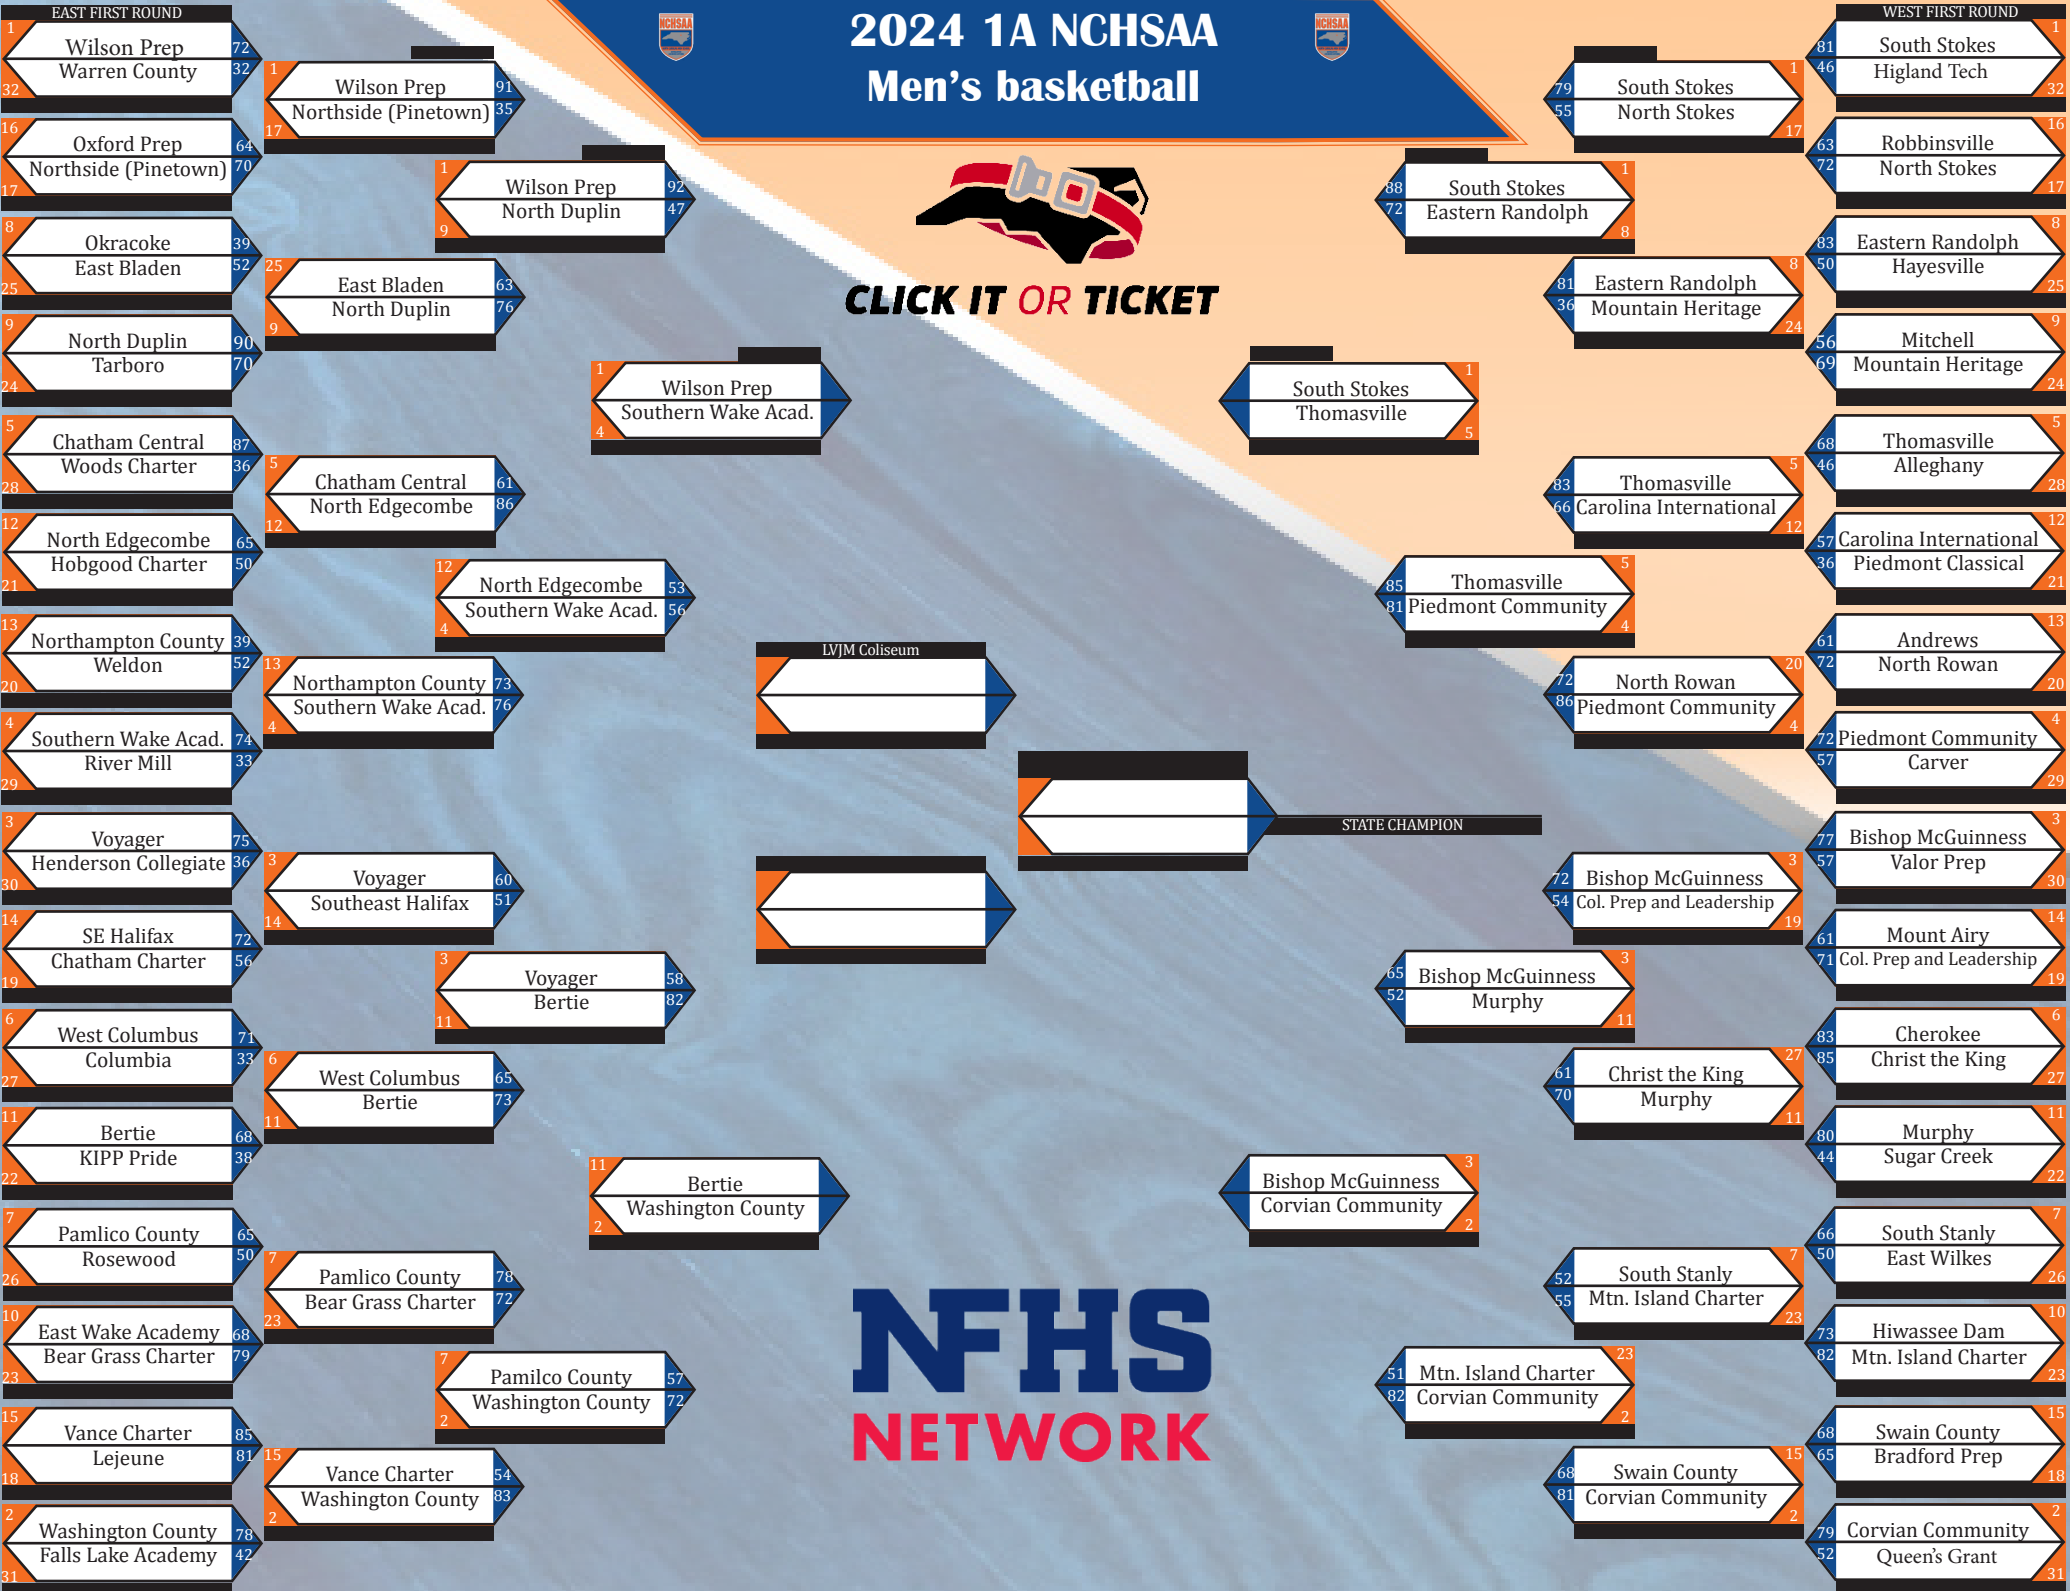 2024 1A NCHSAA
Men's basketball
NCHSAA
NCHSAA
CLICK IT OR TICKET
EAST FIRST ROUND
1 Wilson Prep 72
32 Warren County 32
16 Oxford Prep 64
17 Northside (Pinetown) 70
8 Okracoke 39
25 East Bladen 52
9 North Duplin 90
24 Tarboro 70
5 Chatham Central 87
28 Woods Charter 36
12 North Edgecombe 65
21 Hobgood Charter 50
13 Northampton County 39
20 Weldon 52
4 Southern Wake Acad. 74
29 River Mill 33
3 Voyager 75
30 Henderson Collegiate 36
14 SE Halifax 72
19 Chatham Charter 56
6 West Columbus 71
27 Columbia 33
11 Bertie 68
22 KIPP Pride 38
7 Pamlico County 65
26 Rosewood 50
10 East Wake Academy 68
23 Bear Grass Charter 79
15 Vance Charter 85
18 Lejeune 81
2 Washington County 78
31 Falls Lake Academy 42
1 Wilson Prep 91
17 Northside (Pinetown) 35
25 East Bladen 63
9 North Duplin 76
5 Chatham Central 61
12 North Edgecombe 86
13 Northampton County 73
4 Southern Wake Acad. 76
3 Voyager 60
14 Southeast Halifax 51
6 West Columbus 65
11 Bertie 73
7 Pamlico County 78
23 Bear Grass Charter 72
15 Vance Charter 54
2 Washington County 83
1 Wilson Prep 92
9 North Duplin 47
12 North Edgecombe 53
4 Southern Wake Acad. 56
3 Voyager 58
11 Bertie 82
7 Pamilco County 57
2 Washington County 72
1 Wilson Prep
4 Southern Wake Acad.
11 Bertie
2 Washington County
LVJM Coliseum
STATE CHAMPION
South Stokes 1
Thomasville 5
Bishop McGuinness 3
Corvian Community 2
88 South Stokes 1
72 Eastern Randolph 8
85 Thomasville 5
81 Piedmont Community 4
65 Bishop McGuinness 3
52 Murphy 11
51 Mtn. Island Charter 23
82 Corvian Community 2
79 South Stokes 1
55 North Stokes 17
81 Eastern Randolph 8
36 Mountain Heritage 24
83 Thomasville 5
66 Carolina International 12
72 North Rowan 20
86 Piedmont Community 4
72 Bishop McGuinness 3
54 Col. Prep and Leadership 19
61 Christ the King 27
70 Murphy 11
52 South Stanly 7
55 Mtn. Island Charter 23
68 Swain County 15
81 Corvian Community 2
WEST FIRST ROUND
81 South Stokes 1
46 Higland Tech 32
63 Robbinsville 16
72 North Stokes 17
83 Eastern Randolph 8
50 Hayesville 25
56 Mitchell 9
69 Mountain Heritage 24
68 Thomasville 5
46 Alleghany 28
57 Carolina International 12
36 Piedmont Classical 21
61 Andrews 13
72 North Rowan 20
72 Piedmont Community 4
57 Carver 29
77 Bishop McGuinness 3
57 Valor Prep 30
61 Mount Airy 14
71 Col. Prep and Leadership 19
83 Cherokee 6
85 Christ the King 27
80 Murphy 11
44 Sugar Creek 22
66 South Stanly 7
50 East Wilkes 26
73 Hiwassee Dam 10
82 Mtn. Island Charter 23
68 Swain County 15
65 Bradford Prep 18
79 Corvian Community 2
52 Queen's Grant 31
NFHS
NETWORK